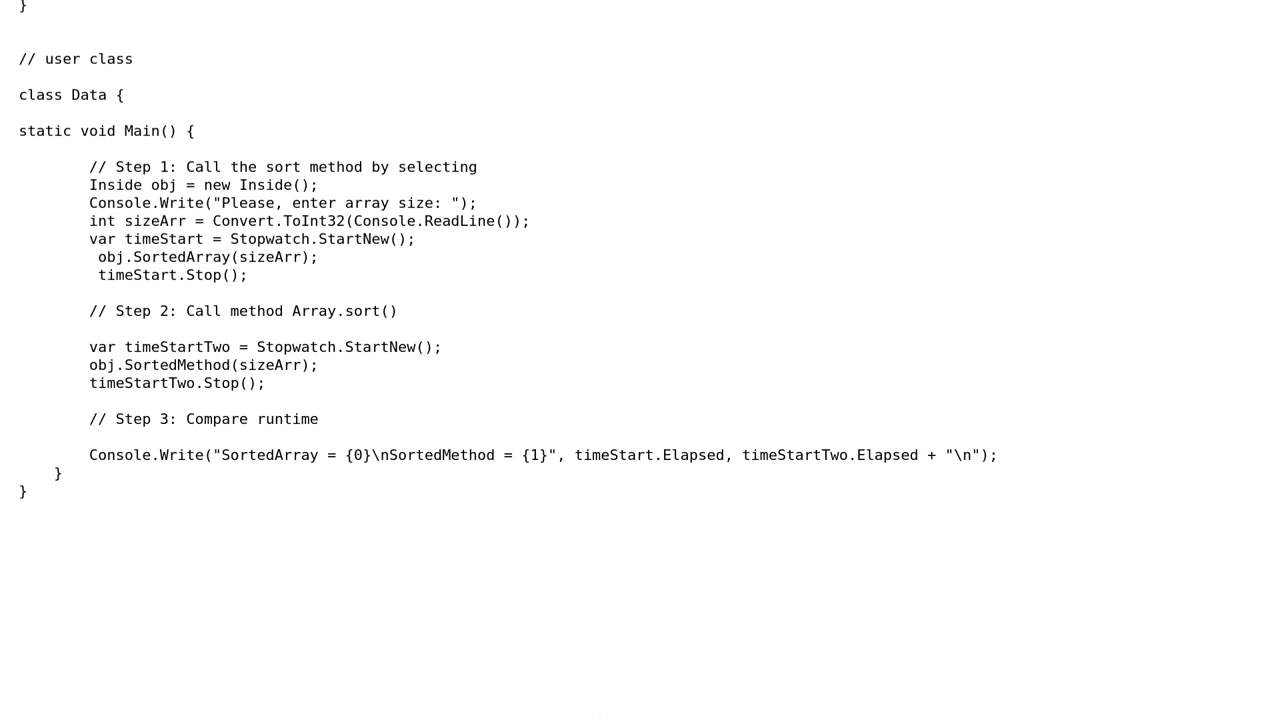 }
// user class
class Data {
static void Main() {
// Step 1: Call the sort method by selecting
Inside obj = new Inside();
Console.Write("Please, enter array size: ");
int sizeArr = Convert.ToInt32(Console.ReadLine());
var timeStart = Stopwatch.StartNew();
obj.SortedArray(sizeArr);
timeStart.Stop();
// Step 2: Call method Array.sort()
var timeStartTwo = Stopwatch.StartNew();
obj.SortedMethod(sizeArr);
timeStartTwo.Stop();
// Step 3: Compare runtime
Console.Write("SortedArray = {0}\nSortedMethod = {1}", timeStart.Elapsed, timeStartTwo.Elapsed + "\n");
}
}